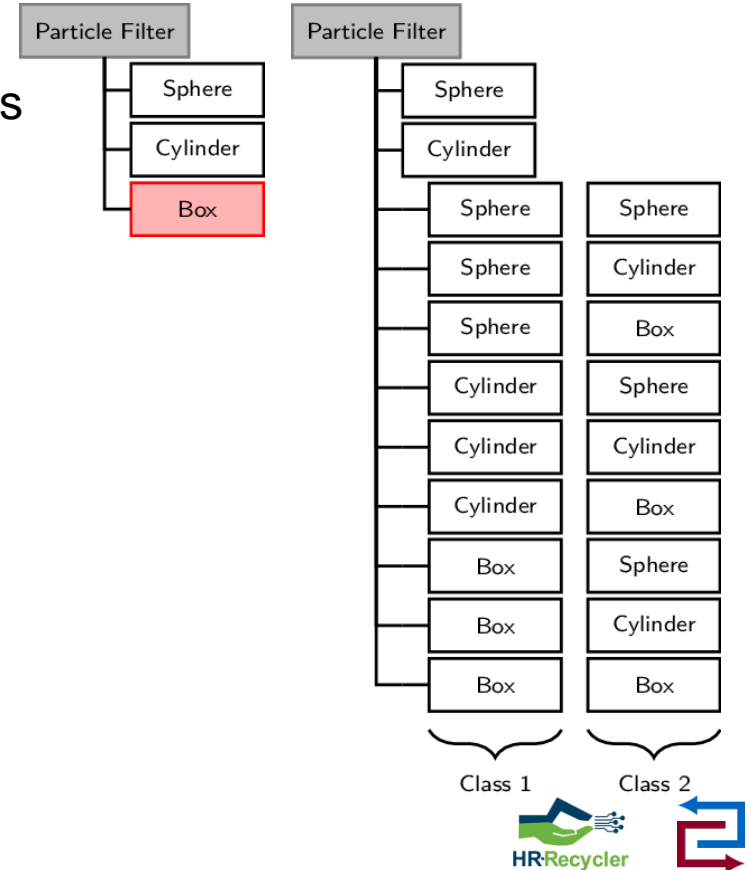 Particle Filter
Sphere
Cylinder
Box
s
Particle Filter
Sphere
Cylinder
Sphere Sphere
Sphere Cylinder
Sphere Box
Cylinder Sphere
Cylinder Cylinder
Cylinder Box
Box Sphere
Box Cylinder
Box Box
Class 1 Class 2
HR·Recycler